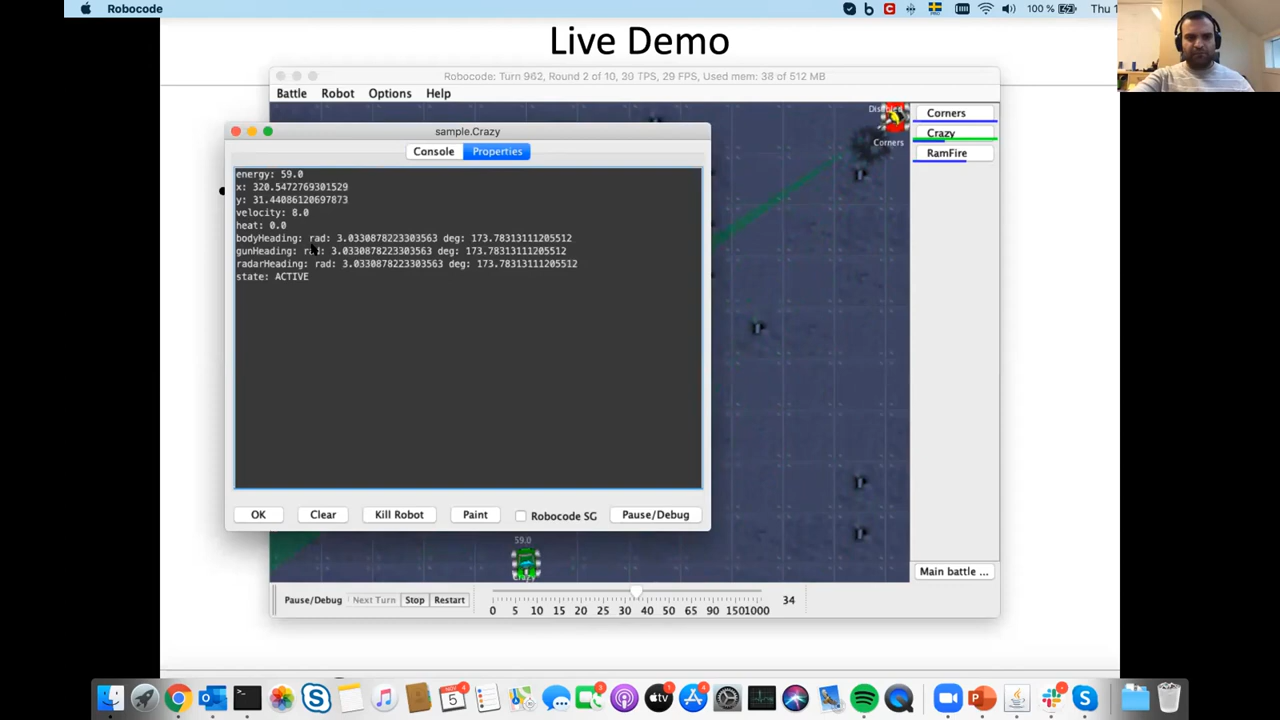 Robocode
100 %
Thu 1
Live Demo
Robocode: Turn 962, Round 2 of 10, 30 TPS, 29 FPS, Used mem: 38 of 512 MB
Battle Robot Options Help
sample.Crazy
Console Properties
energy: 59.0
x: 320.5472769301529
y: 31.44086120697873
velocity: 8.0
heat: 0.0
bodyHeading: rad: 3.0330878223303563 deg: 173.78313111205512
gunHeading: rad: 3.0330878223303563 deg: 173.78313111205512
radarHeading: rad: 3.0330878223303563 deg: 173.78313111205512
state: ACTIVE
OK Clear Kill Robot Paint Robocode SG Pause/Debug
Corners
Corners
Crazy
RamFire
59.0
Crazy
Main battle ...
Pause/Debug Next Turn Stop Restart
0 5 10 15 20 25 30 40 50 65 90 150 1000
34